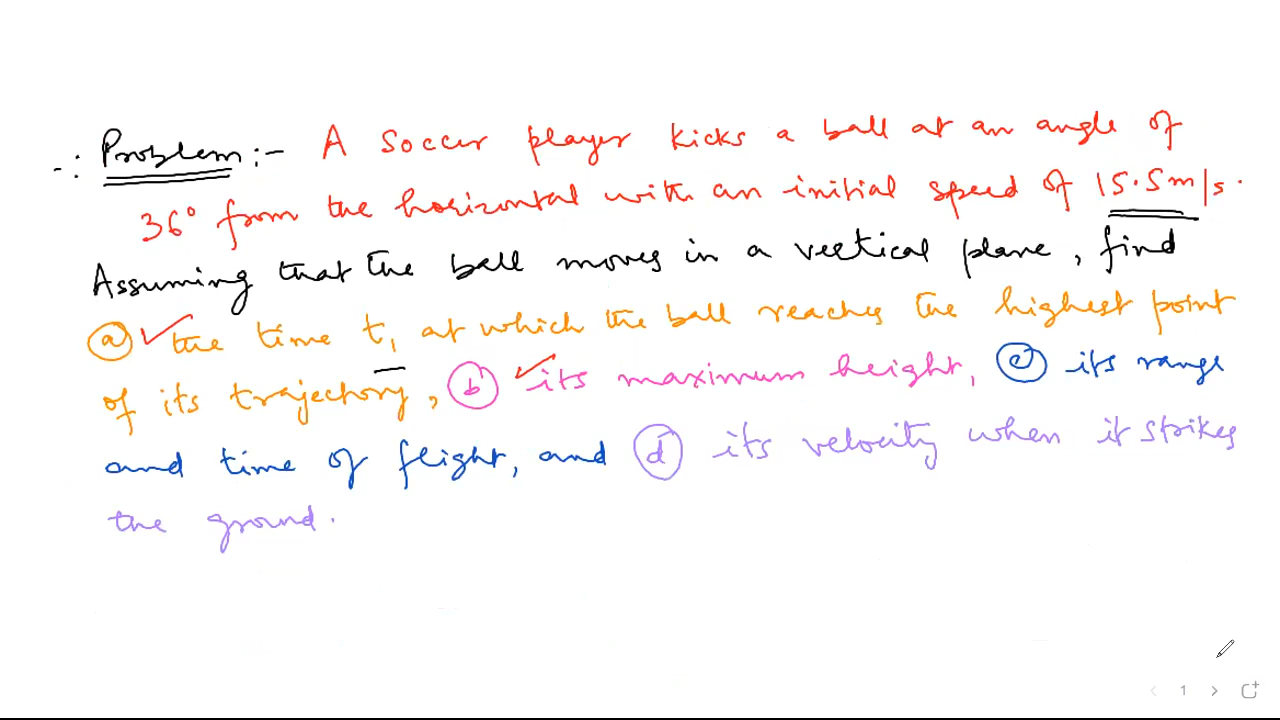 -: Problem :- A soccer player kicks a ball at an angle of
36° from the horizontal with an initial speed of 15.5 m/s.
Assuming that the ball moves in a vertical plane, find
(a) the time t₁ at which the ball reaches the highest point
of its trajectory, (b) its maximum height, (c) its range
and time of flight, and (d) its velocity when it strikes
the ground.
1